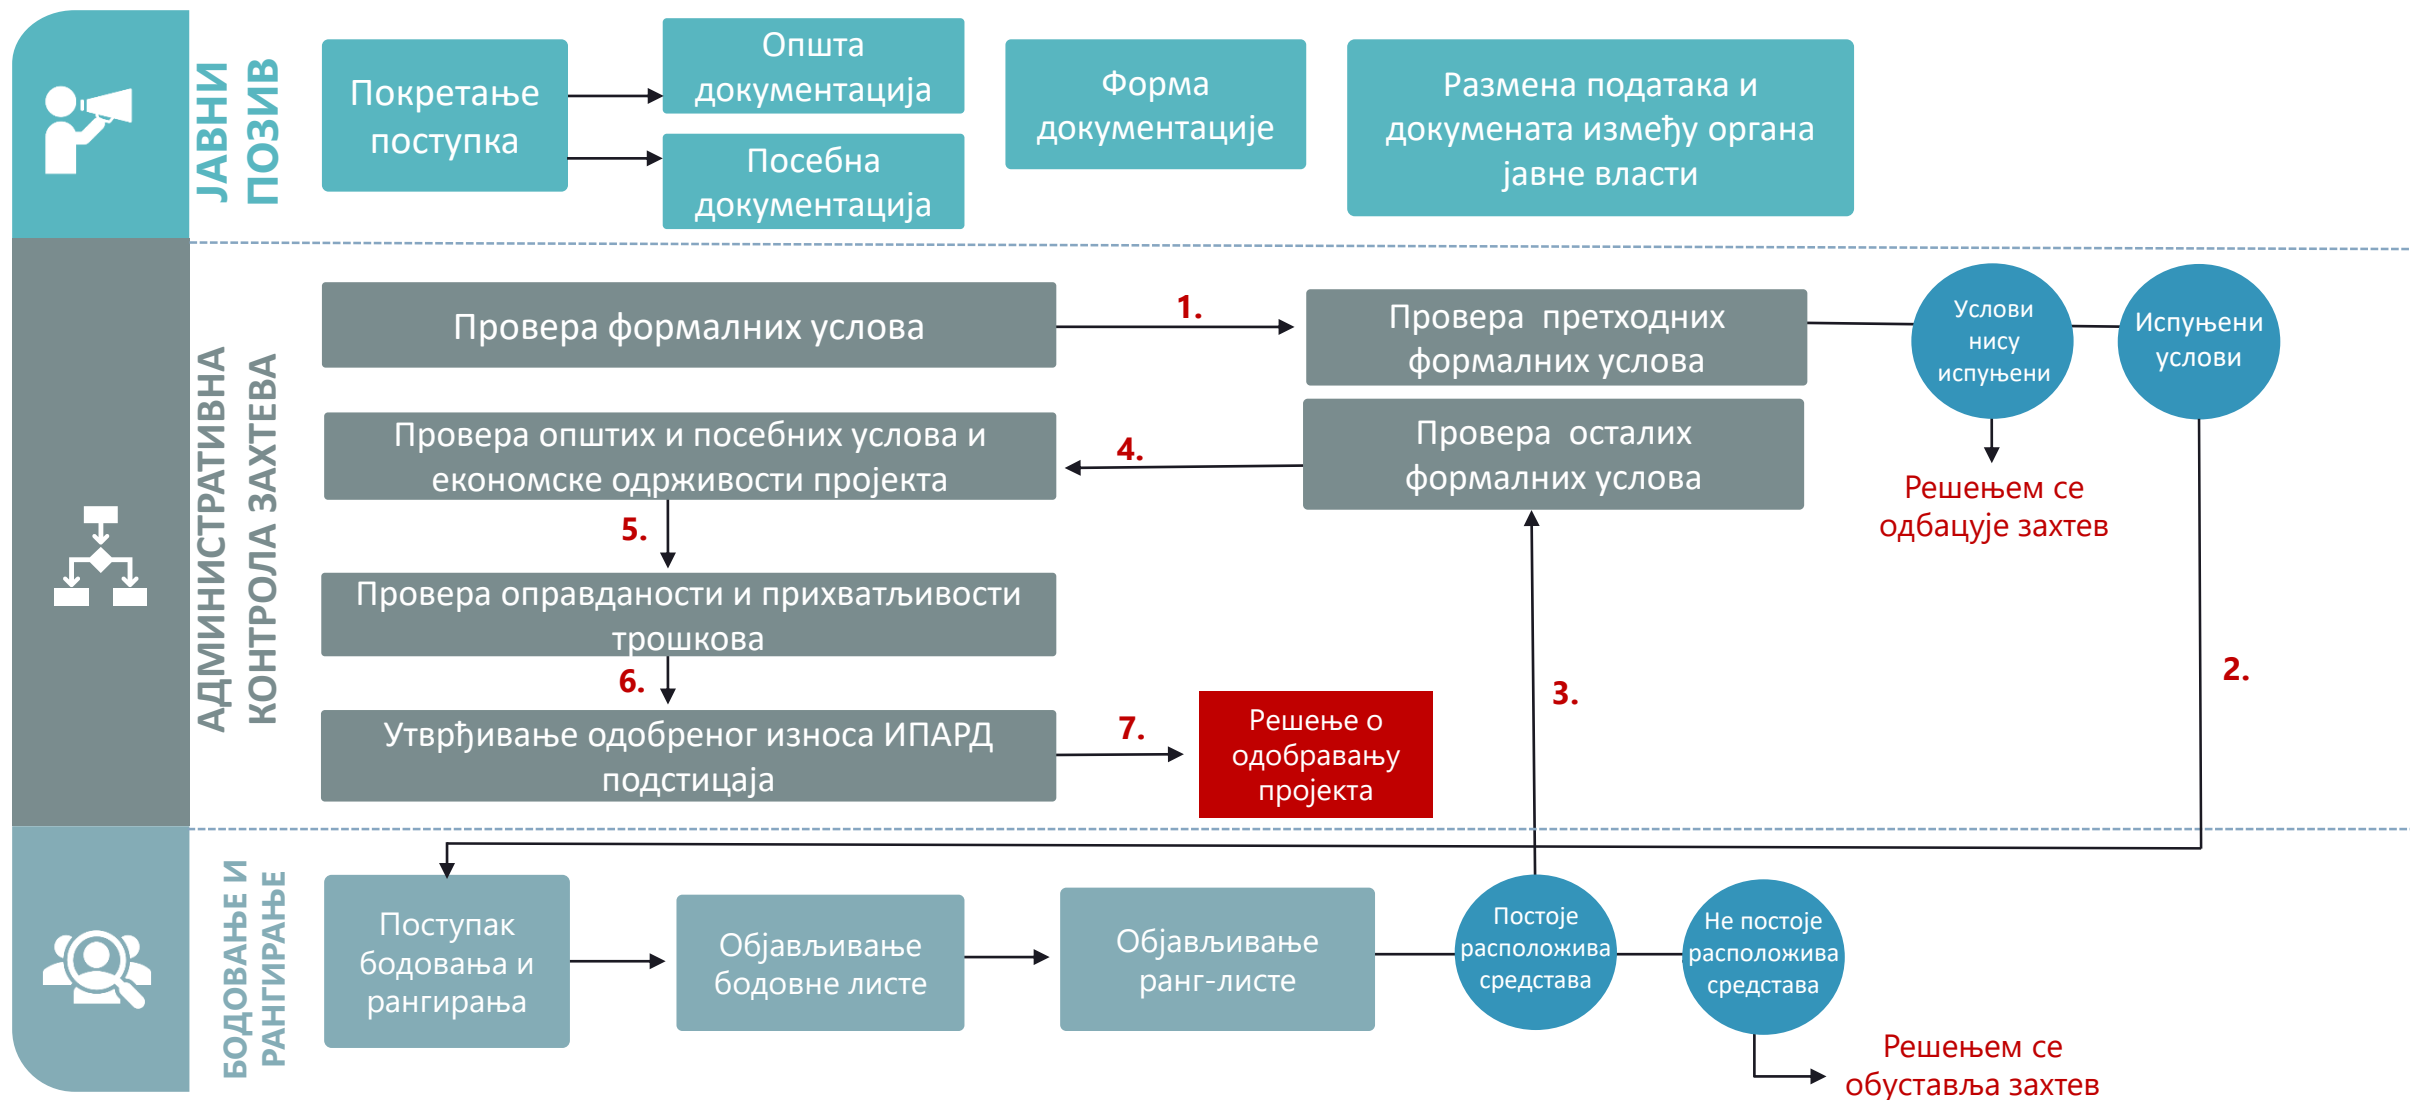 ЈАВНИ
ПОЗИВ
Покретање
поступка
Општа
документација
Посебна
документација
Форма
документације
Размена података и
докумената између органа
јавне власти
АДМИНИСТРАТИВНА
КОНТРОЛА ЗАХТЕВА
Провера формалних услова
1.
Провера претходних
формалних услова
Услови
нису
испуњени
Испуњени
услови
Провера општих и посебних услова и
економске одрживости пројекта
4.
Провера осталих
формалних услова
Решењем се
одбацује захтев
5.
Провера оправданости и прихватљивости
трошкова
6.
3.
2.
Утврђивање одобреног износа ИПАРД
подстицаја
7.
Решење о
одобравању
пројекта
БОДОВАЊЕ И
РАНГИРАЊЕ
Поступак
бодовања и
рангирања
Објављивање
бодовне листе
Објављивање
ранг-листе
Постоје
расположива
средства
Не постоје
расположива
средства
Решењем се
обуставља захтев